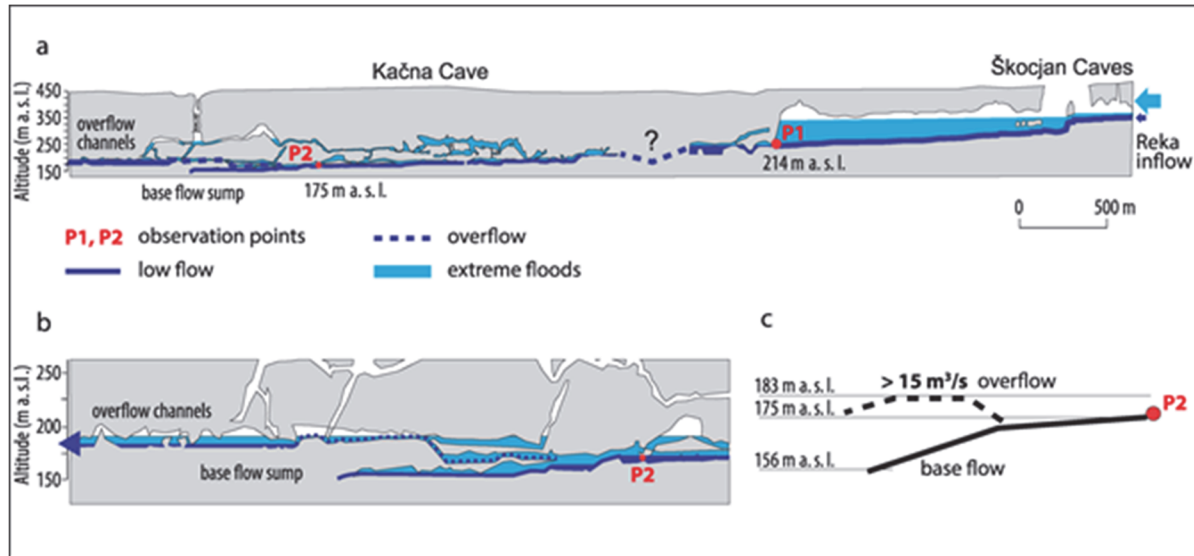 a
Kačna Cave
Škocjan Caves
Altitude (m a. s. l.)
450
350
250
150
overflow
channels
P2
?
P1
214 m a. s. l.
Reka
inflow
base flow sump
175 m a. s. l.
0 500 m
P1, P2 observation points
overflow
low flow
extreme floods
b
Altitude (m a.s.l.)
250
200
150
overflow channels
base flow sump
P2
c
183 m a. s. l.
> 15 m³/s overflow
175 m a. s. l.
P2
156 m a. s. l.
base flow